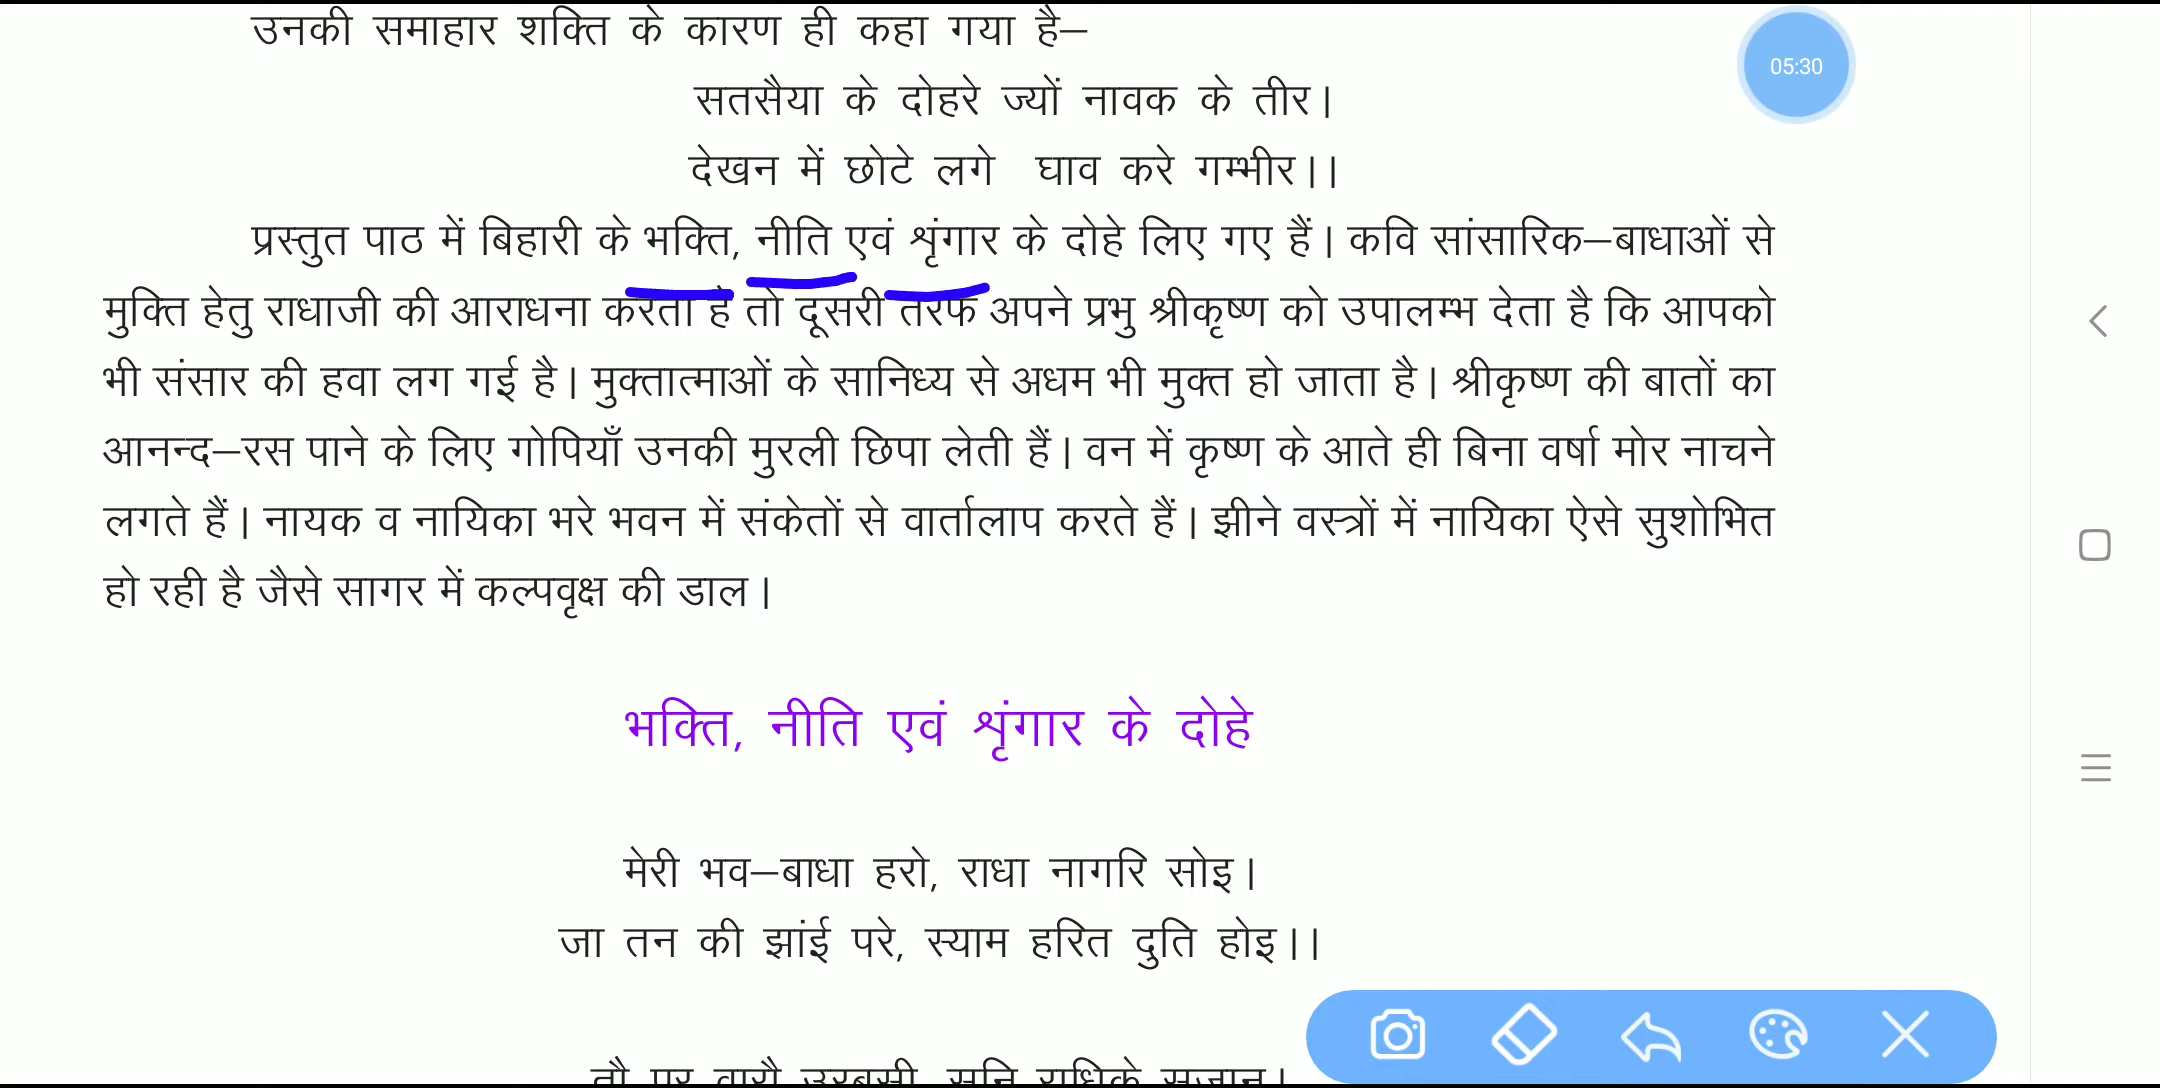 उनकी समाहार शक्ति के कारण ही कहा गया है–
05:30
सतसैया के दोहरे ज्यों नावक के तीर।
देखन में छोटे लगे घाव करे गम्भीर।।
प्रस्तुत पाठ में बिहारी के भक्ति, नीति एवं शृंगार के दोहे लिए गए हैं। कवि सांसारिक–बाधाओं से
मुक्ति हेतु राधाजी की आराधना करता है तो दूसरी तरफ अपने प्रभु श्रीकृष्ण को उपालम्भ देता है कि आपको
भी संसार की हवा लग गई है। मुक्तात्माओं के सानिध्य से अधम भी मुक्त हो जाता है। श्रीकृष्ण की बातों का
आनन्द–रस पाने के लिए गोपियाँ उनकी मुरली छिपा लेती हैं। वन में कृष्ण के आते ही बिना वर्षा मोर नाचने
लगते हैं। नायक व नायिका भरे भवन में संकेतों से वार्तालाप करते हैं। झीने वस्त्रों में नायिका ऐसे सुशोभित
हो रही है जैसे सागर में कल्पवृक्ष की डाल।
भक्ति, नीति एवं शृंगार के दोहे
मेरी भव–बाधा हरो, राधा नागरि सोइ।
जा तन की झांई परे, स्याम हरित दुति होइ।।
तौ पर वारौ उरबसी, सुनि राधिके सुजान।